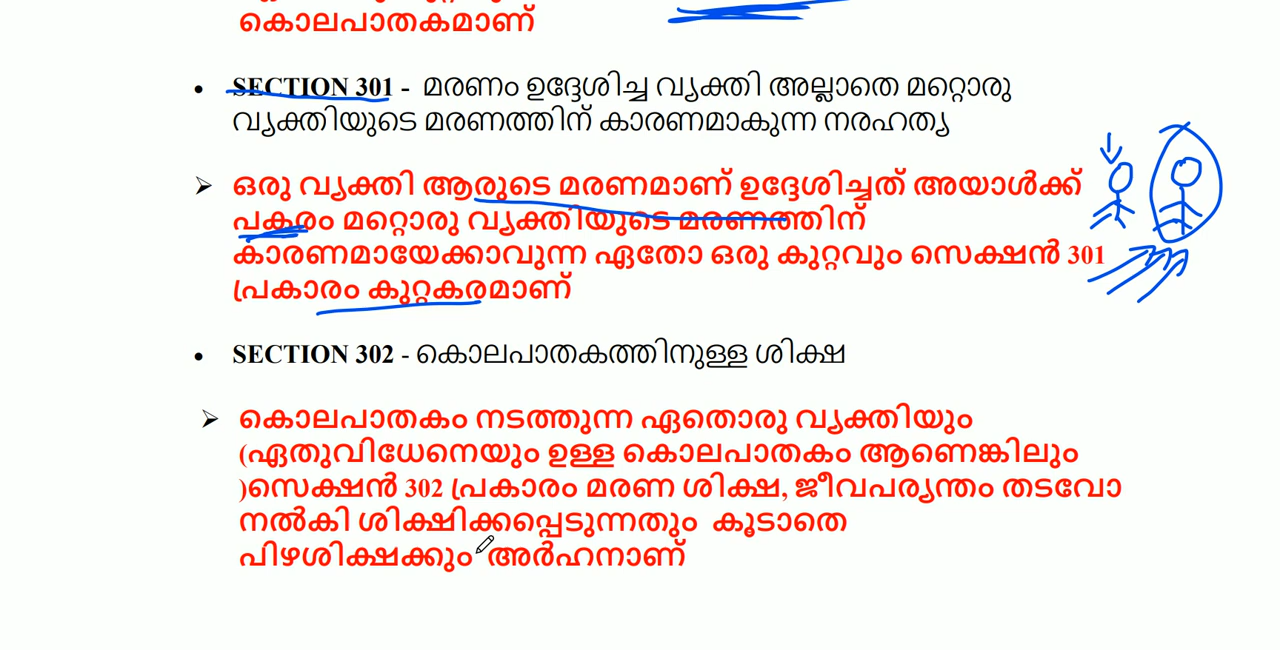 കൊലപാതകമാണ്
• SECTION 301 - മരണം ഉദ്ദേശിച്ച വ്യക്തി അല്ലാതെ മറ്റൊരു
വ്യക്തിയുടെ മരണത്തിന് കാരണമാകുന്ന നരഹത്യ
➢ ഒരു വ്യക്തി ആരുടെ മരണമാണ് ഉദ്ദേശിച്ചത് അയാൾക്ക്
പകരം മറ്റൊരു വ്യക്തിയുടെ മരണത്തിന്
കാരണമായേക്കാവുന്ന ഏതോ ഒരു കുറ്റവും സെക്ഷൻ 301
പ്രകാരം കുറ്റകരമാണ്
• SECTION 302 - കൊലപാതകത്തിനുള്ള ശിക്ഷ
➢ കൊലപാതകം നടത്തുന്ന ഏതൊരു വ്യക്തിയും
(ഏതുവിധേനെയും ഉള്ള കൊലപാതകം ആണെങ്കിലും
)സെക്ഷൻ 302 പ്രകാരം മരണ ശിക്ഷ, ജീവപര്യന്തം തടവോ
നൽകി ശിക്ഷിക്കപ്പെടുന്നതും കൂടാതെ
പിഴശിക്ഷക്കും അർഹനാണ്